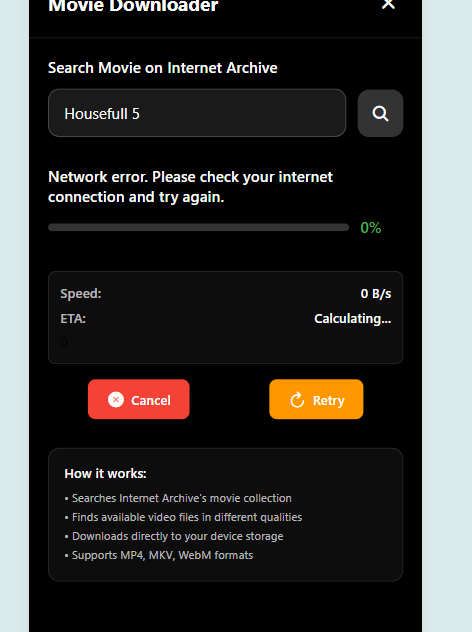 Movie Downloader
Search Movie on Internet Archive
Housefull 5
Network error. Please check your internet
connection and try again.
0%
Speed: 0 B/s
ETA: Calculating...
0
Cancel Retry
How it works:
• Searches Internet Archive's movie collection
• Finds available video files in different qualities
• Downloads directly to your device storage
• Supports MP4, MKV, WebM formats